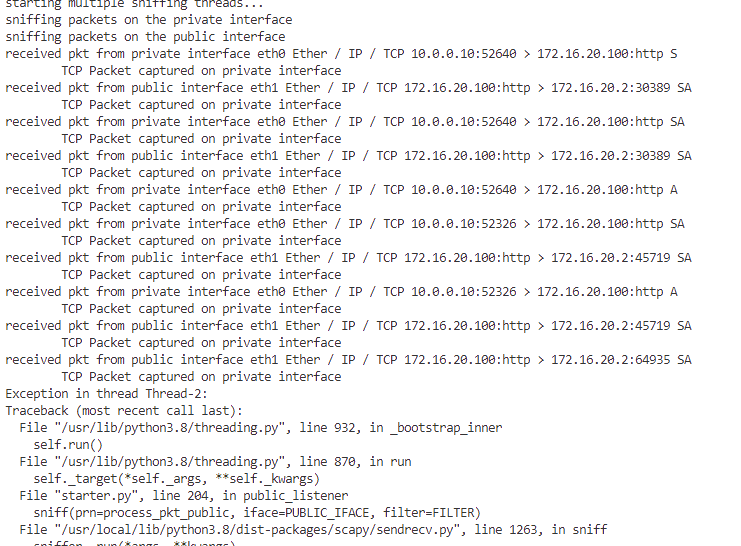 starting multiple sniffing threads...
sniffing packets on the private interface
sniffing packets on the public interface
received pkt from private interface eth0 Ether / IP / TCP 10.0.0.10:52640 > 172.16.20.100:http S
TCP Packet captured on private interface
received pkt from public interface eth1 Ether / IP / TCP 172.16.20.100:http > 172.16.20.2:30389 SA
TCP Packet captured on private interface
received pkt from private interface eth0 Ether / IP / TCP 10.0.0.10:52640 > 172.16.20.100:http SA
TCP Packet captured on private interface
received pkt from public interface eth1 Ether / IP / TCP 172.16.20.100:http > 172.16.20.2:30389 SA
TCP Packet captured on private interface
received pkt from private interface eth0 Ether / IP / TCP 10.0.0.10:52640 > 172.16.20.100:http A
TCP Packet captured on private interface
received pkt from private interface eth0 Ether / IP / TCP 10.0.0.10:52326 > 172.16.20.100:http SA
TCP Packet captured on private interface
received pkt from public interface eth1 Ether / IP / TCP 172.16.20.100:http > 172.16.20.2:45719 SA
TCP Packet captured on private interface
received pkt from private interface eth0 Ether / IP / TCP 10.0.0.10:52326 > 172.16.20.100:http A
TCP Packet captured on private interface
received pkt from public interface eth1 Ether / IP / TCP 172.16.20.100:http > 172.16.20.2:45719 SA
TCP Packet captured on private interface
received pkt from public interface eth1 Ether / IP / TCP 172.16.20.100:http > 172.16.20.2:64935 SA
TCP Packet captured on private interface
Exception in thread Thread-2:
Traceback (most recent call last):
File "/usr/lib/python3.8/threading.py", line 932, in _bootstrap_inner
self.run()
File "/usr/lib/python3.8/threading.py", line 870, in run
self._target(*self._args, **self._kwargs)
File "starter.py", line 204, in public_listener
sniff(prn=process_pkt_public, iface=PUBLIC_IFACE, filter=FILTER)
File "/usr/local/lib/python3.8/dist-packages/scapy/sendrecv.py", line 1263, in sniff
sniffer._run(*args, **kwargs)